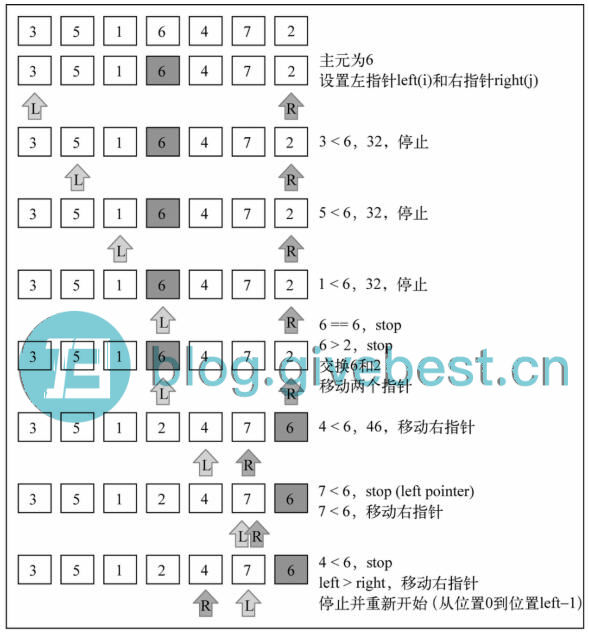 3 5 1 6 4 7 2
3 5 1 6 4 7 2
主元为6
设置左指针left(i)和右指针right(j)
L R
3 5 1 6 4 7 2 3 < 6，32，停止
L R
3 5 1 6 4 7 2 5 < 6，32，停止
L R
3 5 1 6 4 7 2 1 < 6，32，停止
L R
6 == 6，stop
3 5 1 6 4 7 2 6 > 2，stop
交换6和2
移动两个指针
L R
blog.givebest.cn
3 5 1 2 4 7 6 4 < 6，46，移动右指针
L R
3 5 1 2 4 7 6 7 < 6，stop (left pointer)
7 < 6，移动右指针
L R
3 5 1 2 4 7 6 4 < 6，stop
left > right，移动右指针
停止并重新开始 (从位置0到位置left–1)
R L